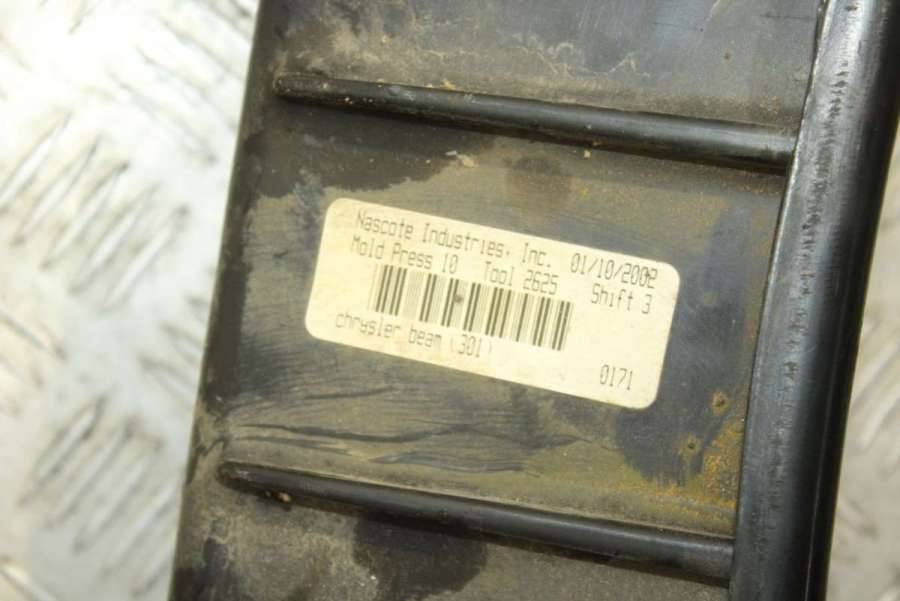 Nascote Industries, Inc. 01/10/2002
Mold Press 10 Tool 2625 Shift 3
chrysler beam (301)
0171